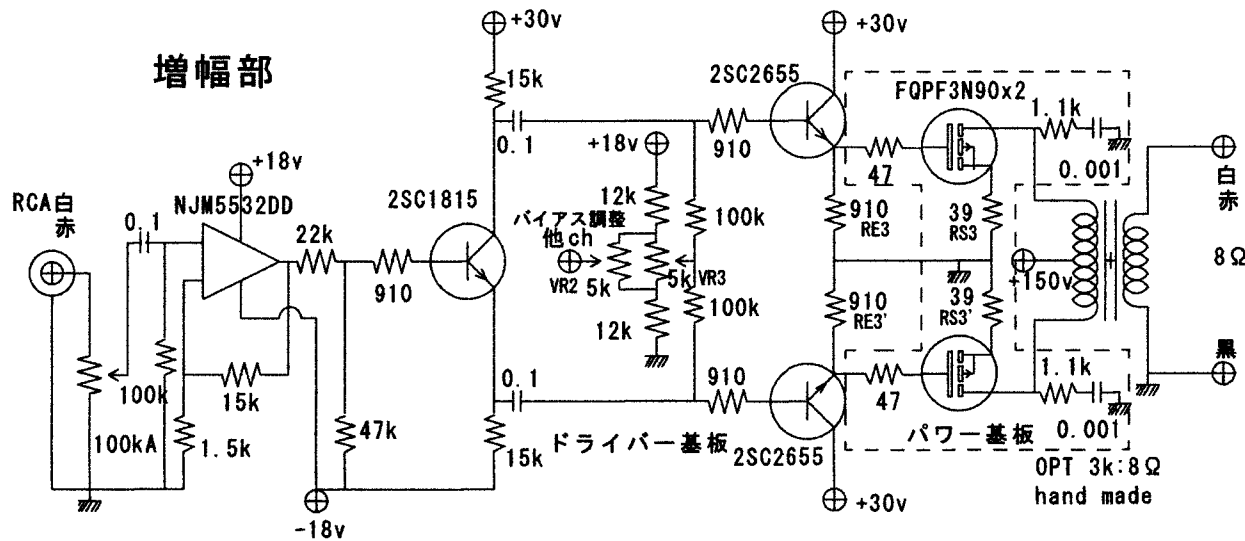 増幅部
+30v
+30v
15k
2SC2655
FQPF3N90x2
1.1k
0.1
910
+18v
47
0.001
+18v
RCA白
赤
0.1
NJM5532DD
2SC1815
22k
12k
バイアス調整
他ch
100k
910
RE3
39
RS3
白
赤
8Ω
910
VR2
5k
5k VR3
+150v
100k
12k
910
RE3'
39
RS3'
黒
100k
15k
0.1
910
47
1.1k
100kA
1.5k
47k
15k
ドライバー基板
2SC2655
パワー基板
0.001
OPT 3k:8Ω
hand made
-18v
+30v